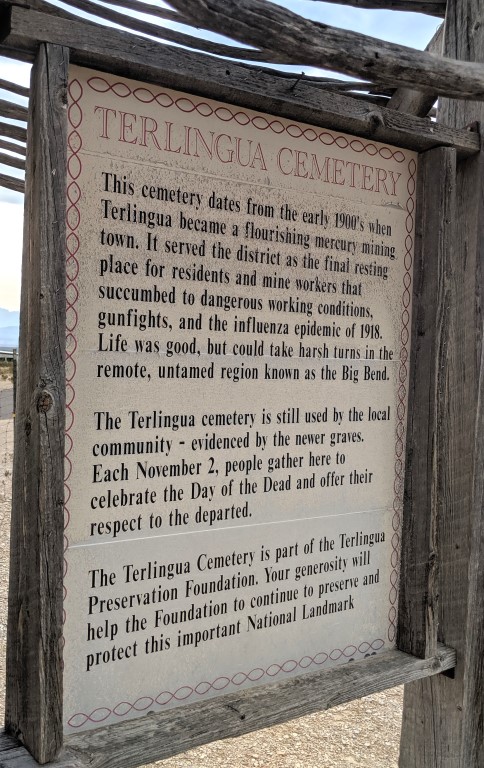 TERLINGUA CEMETERY
This cemetery dates from the early 1900's when
Terlingua became a flourishing mercury mining
town. It served the district as the final resting
place for residents and mine workers that
succumbed to dangerous working conditions,
gunfights, and the influenza epidemic of 1918.
Life was good, but could take harsh turns in the
remote, untamed region known as the Big Bend.
The Terlingua cemetery is still used by the local
community - evidenced by the newer graves.
Each November 2, people gather here to
celebrate the Day of the Dead and offer their
respect to the departed.
The Terlingua Cemetery is part of the Terlingua
Preservation Foundation. Your generosity will
help the Foundation to continue to preserve and
protect this important National Landmark